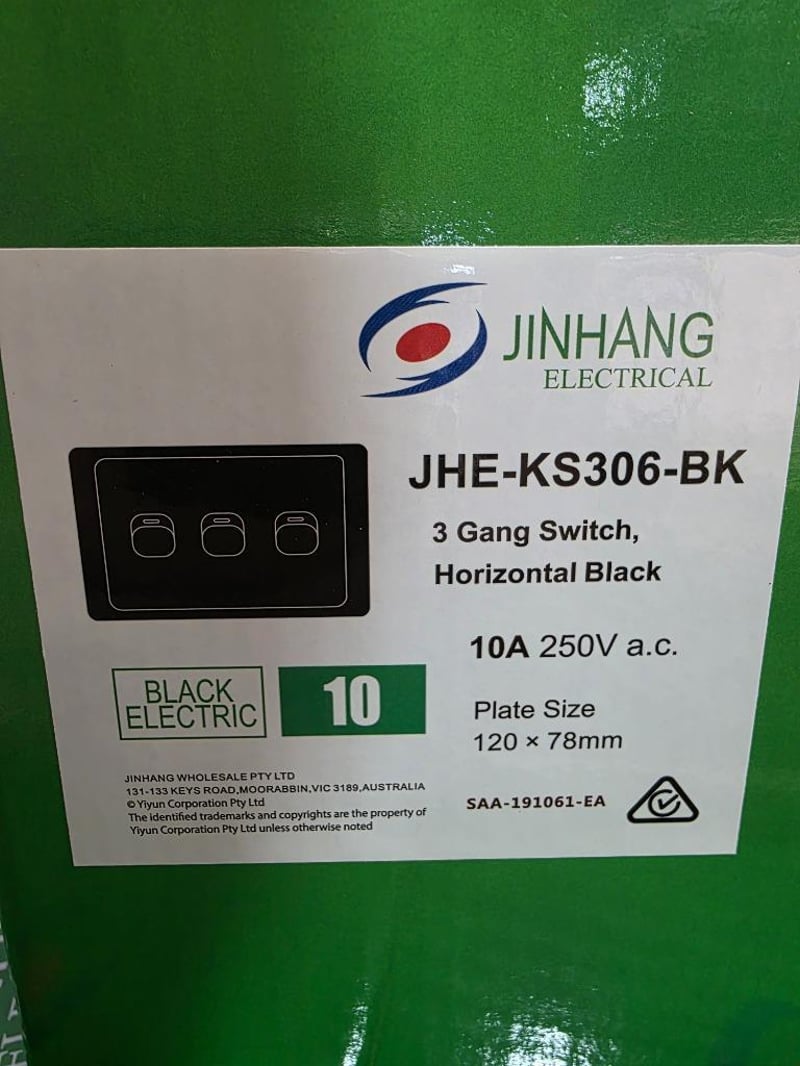 JINHANG
ELECTRICAL
JHE-KS306-BK
3 Gang Switch,
Horizontal Black
10A 250V a.c.
BLACK
ELECTRIC
10
Plate Size
120 × 78mm
JINHANG WHOLESALE PTY LTD
131-133 KEYS ROAD,MOORABBIN,VIC 3189,AUSTRALIA
© Yiyun Corporation Pty Ltd
The identified trademarks and copyrights are the property of
Yiyun Corporation Pty Ltd unless otherwise noted
SAA-191061-EA